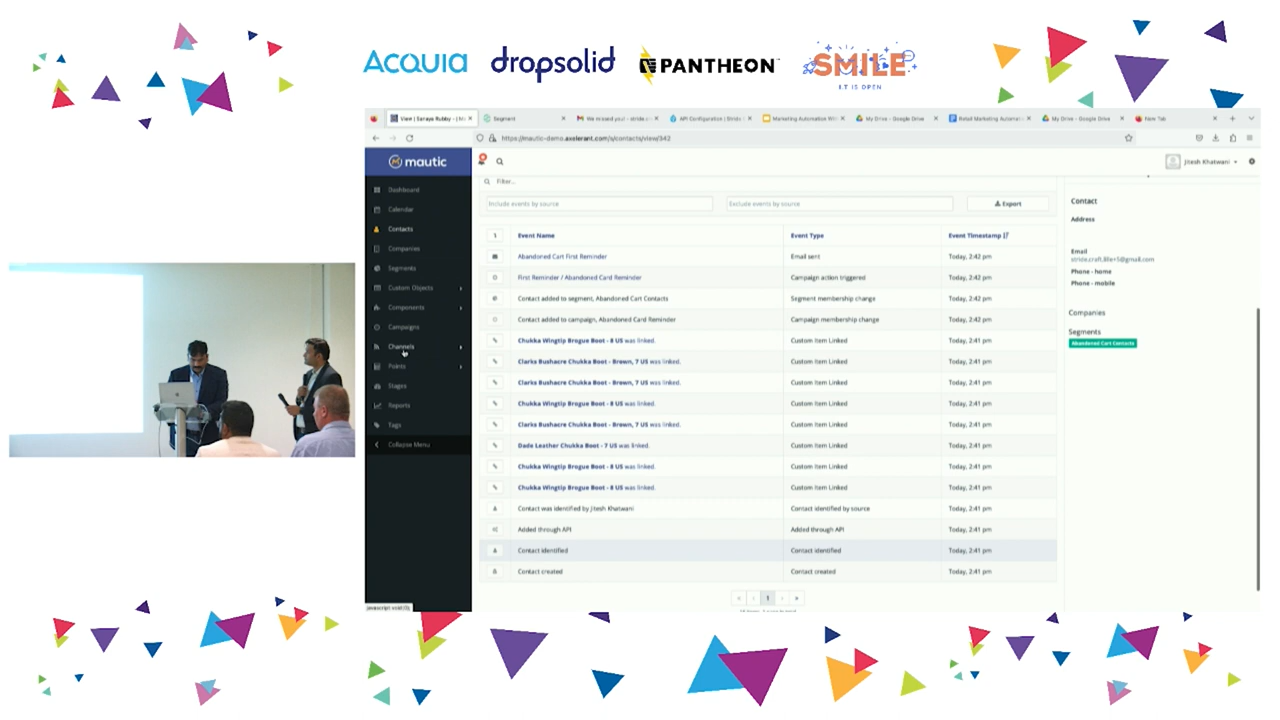 ACQUIA dropsolid PANTHEON SMILE
IT IS OPEN
Segment
https://mautic-demo.axelerant.com/s/contacts/view/342
mautic
Jitesh Khatwani
Dashboard
Calendar
Contacts
Companies
Segments
Custom Objects
Components
Campaigns
Channels
Points
Stages
Reports
Tags
Collapse Menu
Filter...
Include events by source
Exclude events by source
Export
Event Name Event Type Event Timestamp
Abandoned Cart First Reminder Email sent Today, 2:42 pm
First Reminder / Abandoned Card Reminder Campaign action triggered Today, 2:42 pm
Contact added to segment, Abandoned Cart Contacts Segment membership change Today, 2:42 pm
Contact added to campaign, Abandoned Card Reminder Campaign membership change Today, 2:42 pm
Chukka Wingtip Brogue Boot - 8 US was linked. Custom Item Linked Today, 2:41 pm
Clarks Bushacre Chukka Boot - Brown, 7 US was linked. Custom Item Linked Today, 2:41 pm
Clarks Bushacre Chukka Boot - Brown, 7 US was linked. Custom Item Linked Today, 2:41 pm
Chukka Wingtip Brogue Boot - 8 US was linked. Custom Item Linked Today, 2:41 pm
Clarks Bushacre Chukka Boot - Brown, 7 US was linked. Custom Item Linked Today, 2:41 pm
Dade Leather Chukka Boot - 7 US was linked. Custom Item Linked Today, 2:41 pm
Chukka Wingtip Brogue Boot - 8 US was linked. Custom Item Linked Today, 2:41 pm
Chukka Wingtip Brogue Boot - 8 US was linked. Custom Item Linked Today, 2:41 pm
Contact was identified by Jitesh Khatwani Contact identified by source Today, 2:41 pm
Added through API Added through API Today, 2:41 pm
Contact identified Contact identified Today, 2:41 pm
Contact created Contact created Today, 2:41 pm
1
Contact
Address
Email
Phone - home
Phone - mobile
Companies
Segments
Abandoned Cart Contacts